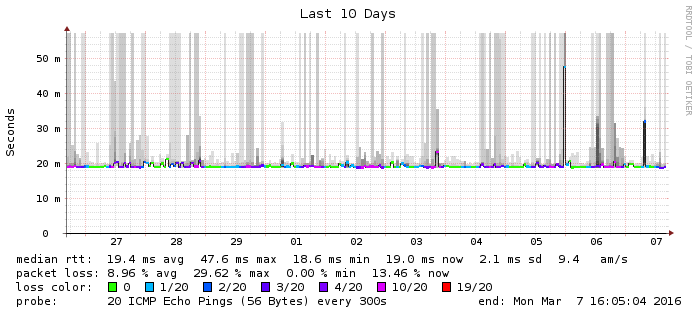 Last 10 Days
RRDTOOL / TOBI OETIKER
Seconds
50 m
40 m
30 m
20 m
10 m
0
27 28 29 01 02 03 04 05 06 07
median rtt: 19.4 ms avg 47.6 ms max 18.6 ms min 19.0 ms now 2.1 ms sd 9.4 am/s
packet loss: 8.96 % avg 29.62 % max 0.00 % min 13.46 % now
loss color: 0 1/20 2/20 3/20 4/20 10/20 19/20
probe: 20 ICMP Echo Pings (56 Bytes) every 300s end: Mon Mar 7 16:05:04 2016